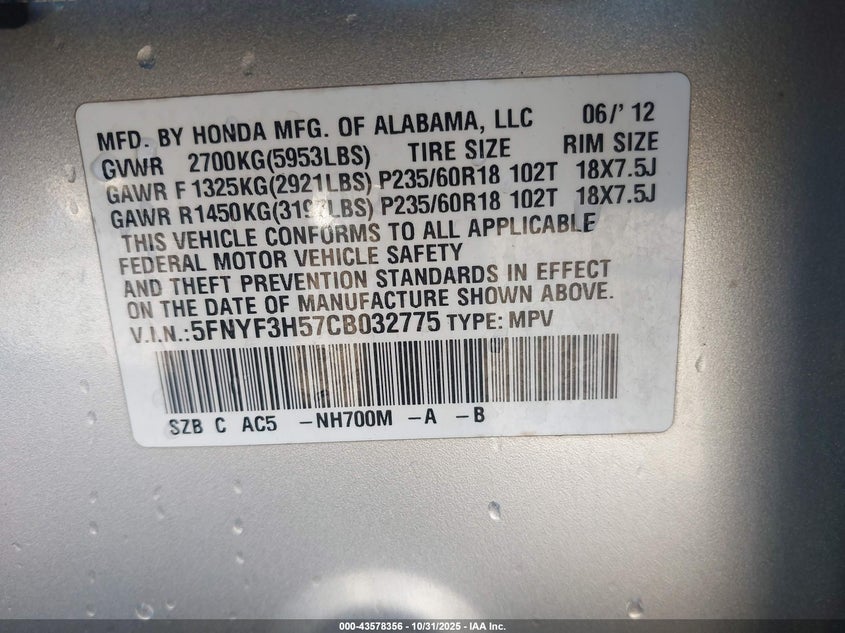 MFD. BY HONDA MFG. OF ALABAMA, LLC 06/' 12
GVWR 2700KG(5953LBS) TIRE SIZE RIM SIZE
GAWR F 1325KG(2921LBS) P235/60R18 102T 18X7.5J
GAWR R1450KG( P235/60R18 102T 18X7.5J
THIS VEHICLE CONFORMS TO ALL APPLICABLE
FEDERAL MOTOR VEHICLE SAFETY
AND THEFT PREVENTION STANDARDS IN EFFECT
ON THE DATE OF MANUFACTURE SHOWN ABOVE.
V.I.N.:5FNYF3H57CB032775 TYPE: MPV
SZB C AC5 -NH700M -A -B
000-43578356 - 10/31/2025 - IAA Inc.